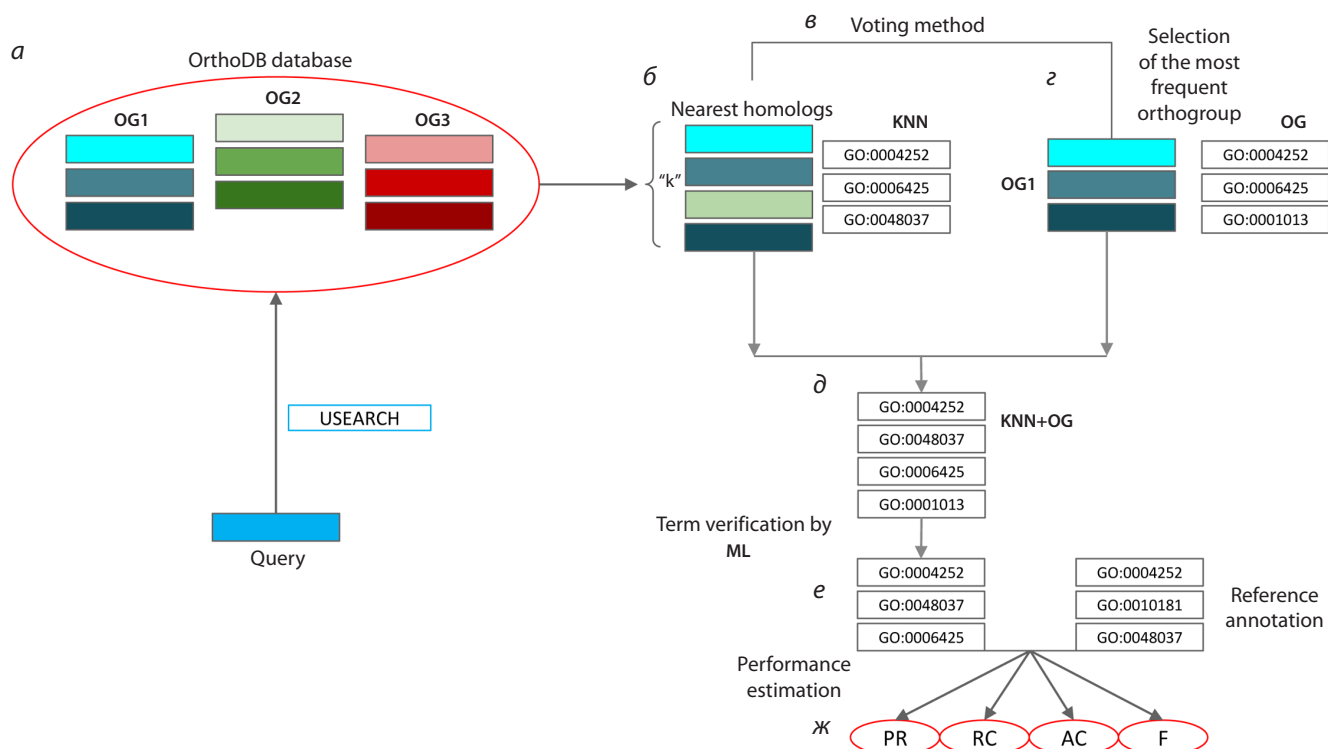 а
OrthoDB database
OG1
OG2
OG3
USEARCH
Query
б
Nearest homologs
“k”
KNN
GO:0004252
GO:0006425
GO:0048037
в
Voting method
г
Selection
of the most
frequent
orthogroup
OG1
OG
GO:0004252
GO:0006425
GO:0001013
д
GO:0004252
GO:0048037
GO:0006425
GO:0001013
KNN+OG
Term verification by
ML
е
GO:0004252
GO:0048037
GO:0006425
GO:0004252
GO:0010181
GO:0048037
Reference
annotation
Performance
estimation
ж
PR
RC
AC
F